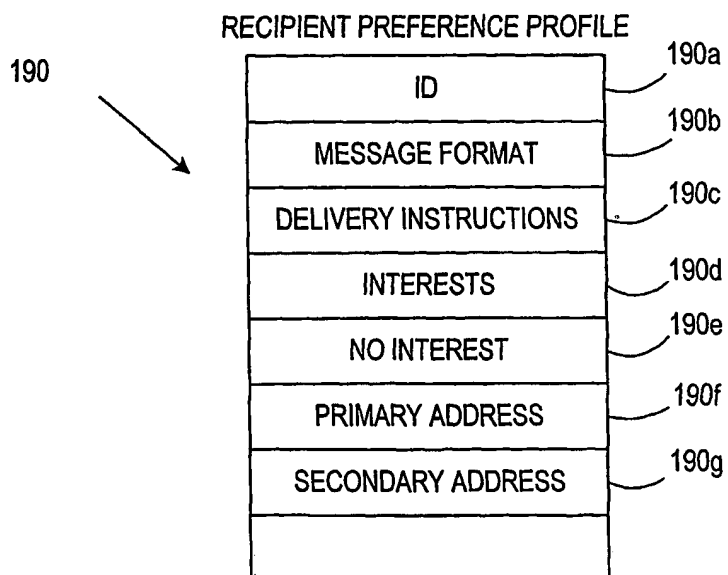 RECIPIENT PREFERENCE PROFILE
190
ID
190a
MESSAGE FORMAT
190b
DELIVERY INSTRUCTIONS
190c
INTERESTS
190d
NO INTEREST
190e
PRIMARY ADDRESS
190f
SECONDARY ADDRESS
190g